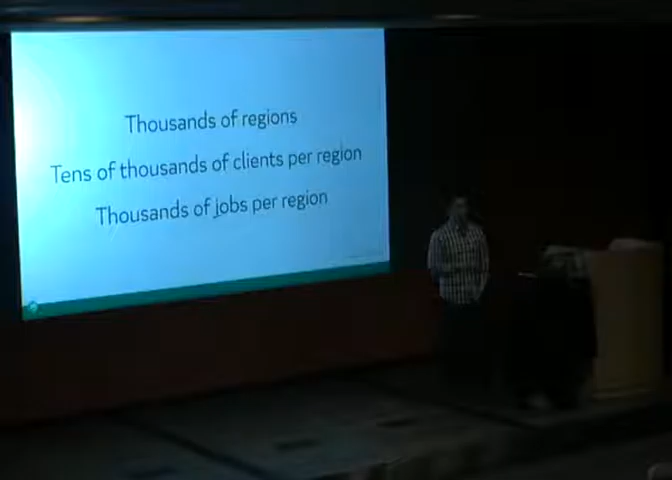 Thousands of regions
Tens of thousands of clients per region
Thousands of jobs per region